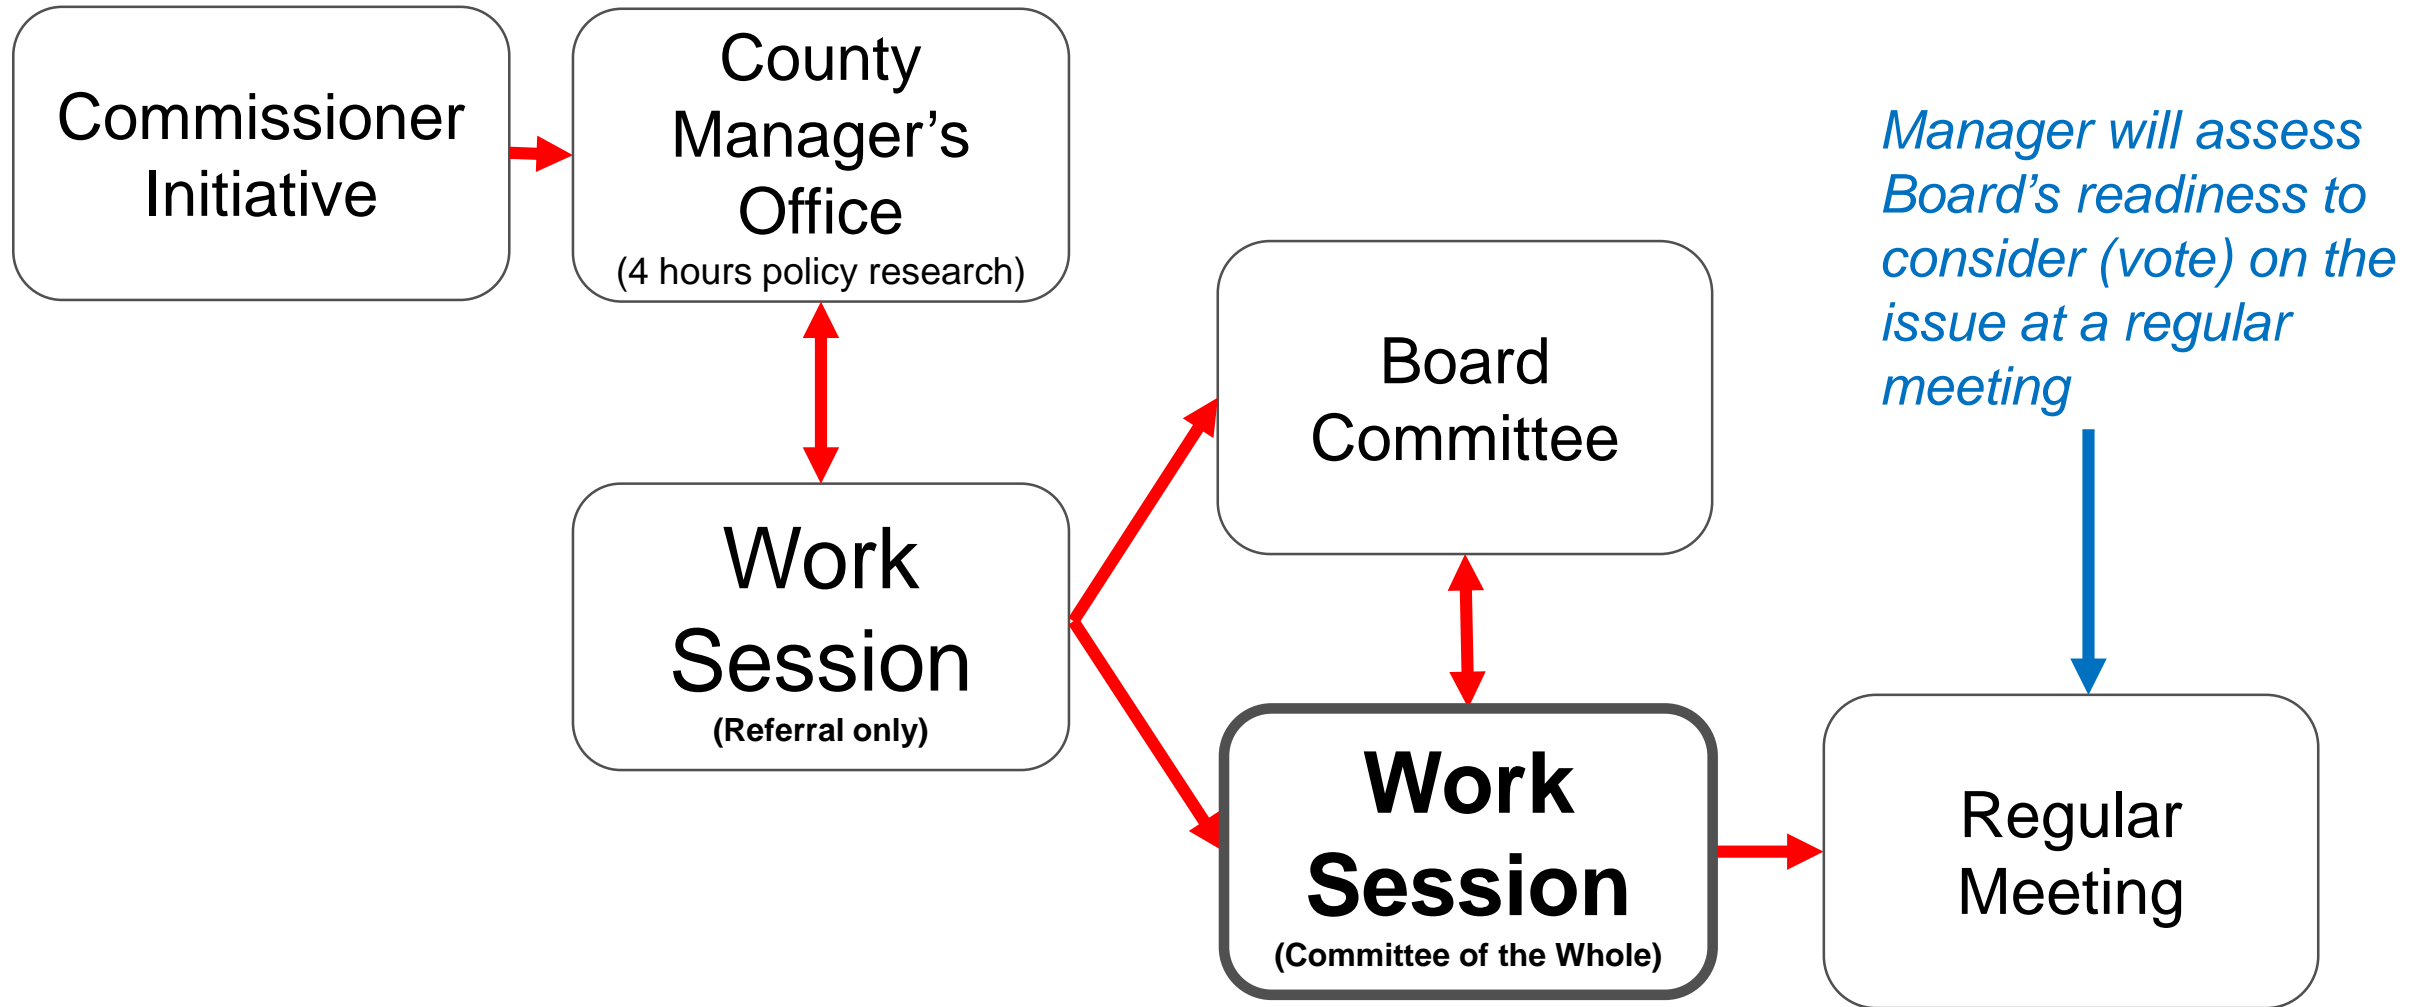 Commissioner
Initiative
County
Manager’s
Office
(4 hours policy research)
Work
Session
(Referral only)
Board
Committee
Work
Session
(Committee of the Whole)
Manager will assess
Board’s readiness to
consider (vote) on the
issue at a regular
meeting
Regular
Meeting